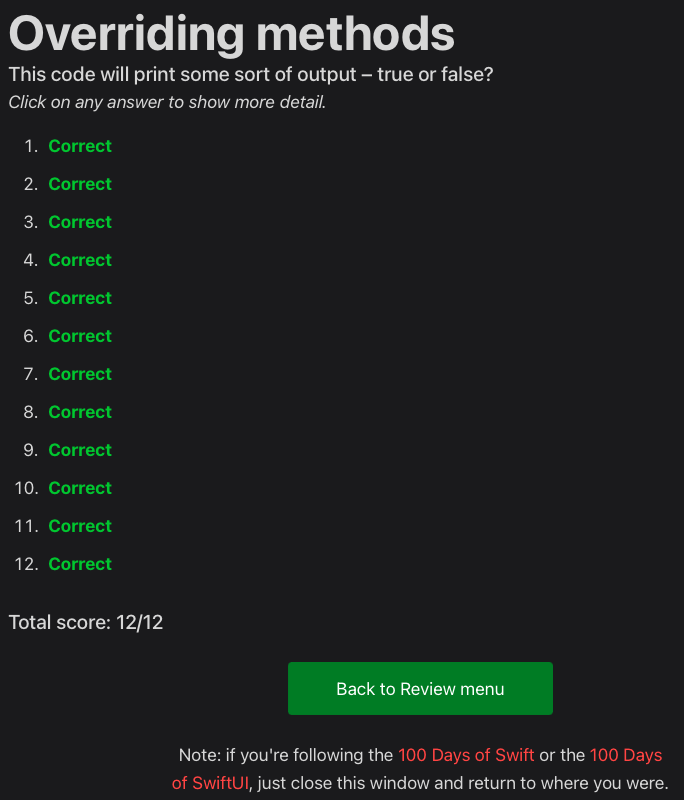 Overriding methods
This code will print some sort of output – true or false?
Click on any answer to show more detail.
1. Correct
2. Correct
3. Correct
4. Correct
5. Correct
6. Correct
7. Correct
8. Correct
9. Correct
10. Correct
11. Correct
12. Correct
Total score: 12/12
Back to Review menu
Note: if you're following the 100 Days of Swift or the 100 Days
of SwiftUI, just close this window and return to where you were.